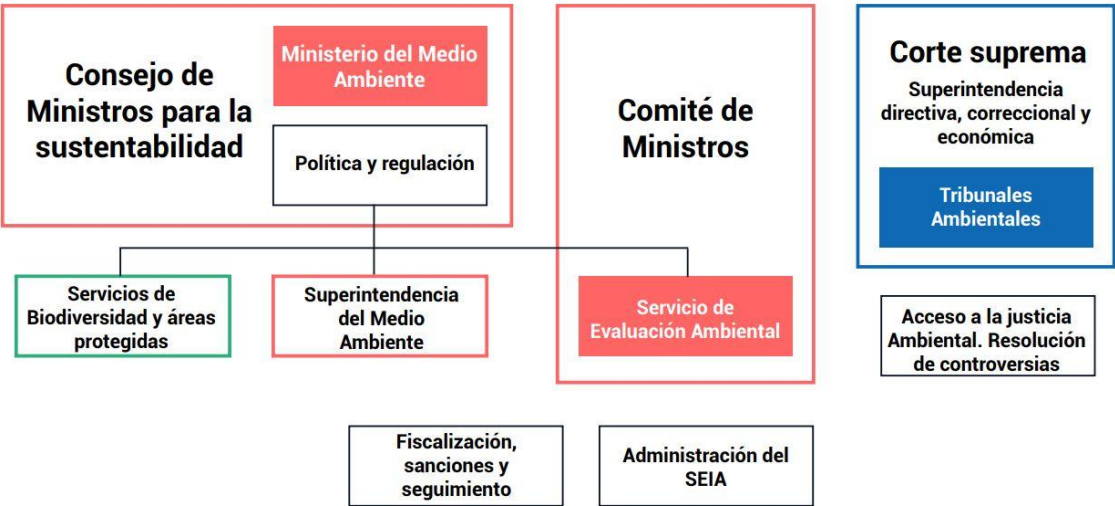 Consejo de
Ministros para la
sustentabilidad
Ministerio del Medio
Ambiente
Política y regulación
Comité de
Ministros
Corte suprema
Superintendencia
directiva, correccional y
económica
Tribunales
Ambientales
Servicios de
Biodiversidad y áreas
protegidas
Superintendencia
del Medio
Ambiente
Servicio de
Evaluación Ambiental
Acceso a la justicia
Ambiental. Resolución
de controversias
Fiscalización,
sanciones y
seguimiento
Administración del
SEIA